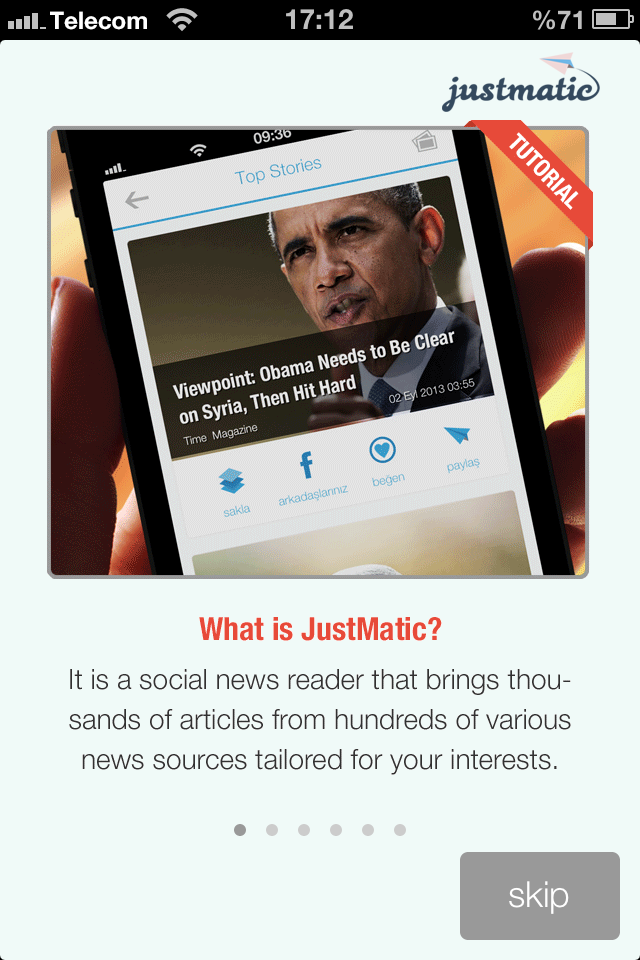 Telecom
17:12
%71
justmatic
TUTORIAL
09:36
Top Stories
Viewpoint: Obama Needs to Be Clear
on Syria, Then Hit Hard
Time Magazine
02 Eyl 2013 03:55
sakla
arkadaşlarınız
beğen
paylaş
What is JustMatic?
It is a social news reader that brings thou-
sands of articles from hundreds of various
news sources tailored for your interests.
skip